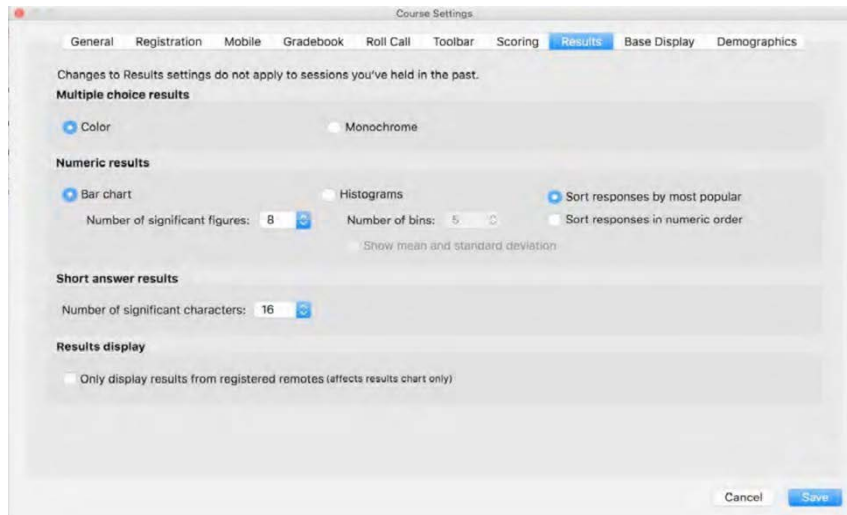 Course Settings
General Registration Mobile Gradebook Roll Call Toolbar Scoring Results Base Display Demographics
Changes to Results settings do not apply to sessions you've held in the past.
Multiple choice results
Color Monochrome
Numeric results
Bar chart Histograms Sort responses by most popular
Number of significant figures: 8 Number of bins: 5 Sort responses in numeric order
Show mean and standard deviation
Short answer results
Number of significant characters: 16
Results display
Only display results from registered remotes (affects results chart only)
Cancel Save